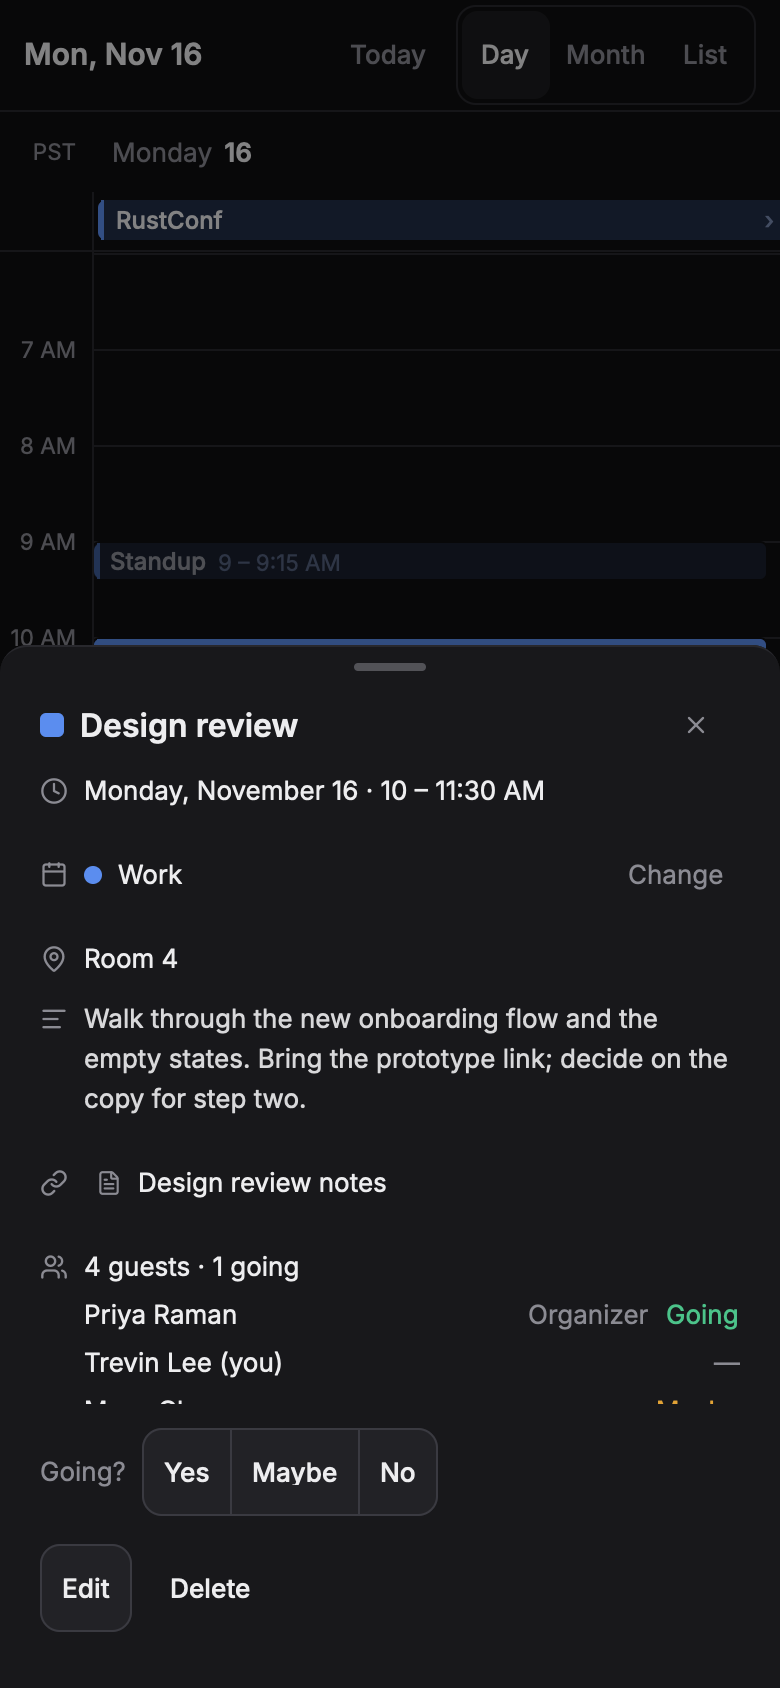 Mon, Nov 16 Today Day Month List
PST Monday 16
RustConf
7 AM
8 AM
9 AM
Standup 9 – 9:15 AM
10 AM
Design review
Monday, November 16 · 10 – 11:30 AM
Work Change
Room 4
Walk through the new onboarding flow and the
empty states. Bring the prototype link; decide on the
copy for step two.
Design review notes
4 guests · 1 going
Priya Raman Organizer Going
Trevin Lee (you) —
Going? Yes Maybe No
Edit Delete